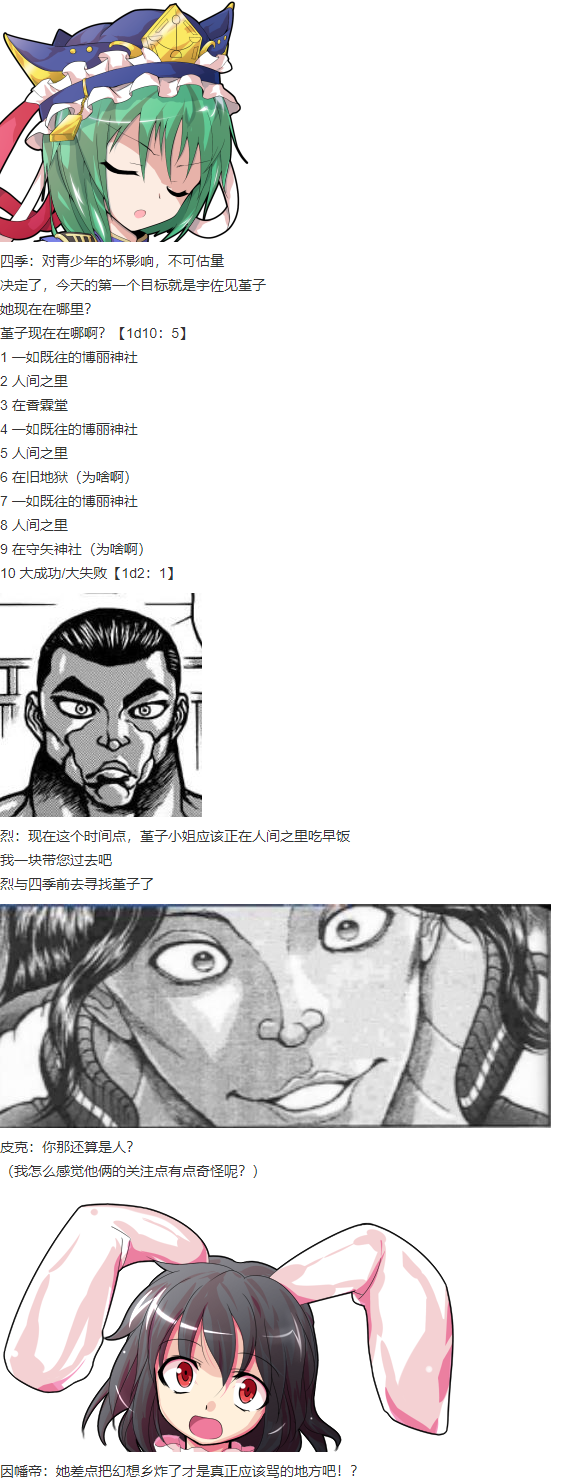 四季：对青少年的坏影响，不可估量
决定了，今天的第一个目标就是宇佐见堇子
她现在在哪里？
堇子现在在哪啊？【1d10：5】
1 一如既往的博丽神社
2 人间之里
3 在香霖堂
4 一如既往的博丽神社
5 人间之里
6 在旧地狱（为啥啊）
7 一如既往的博丽神社
8 人间之里
9 在守矢神社（为啥啊）
10 大成功/大失败【1d2：1】
烈：现在这个时间点，堇子小姐应该正在人间之里吃早饭
我一块带您过去吧
烈与四季前去寻找堇子了
皮克：你那还算是人？
（我怎么感觉他俩的关注点有点奇怪呢？）
因幡帝：她差点把幻想乡炸了才是真正应该骂的地方吧！？